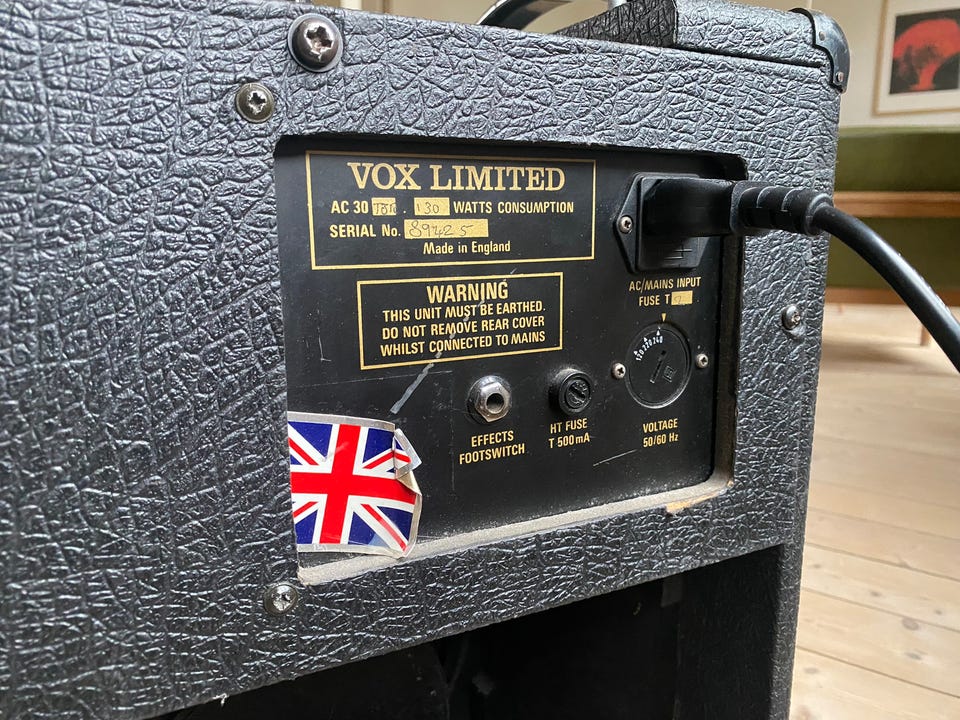 VOX LIMITED
AC 30 . 130 WATTS CONSUMPTION
SERIAL No. 89425
Made in England
WARNING
THIS UNIT MUST BE EARTHED.
DO NOT REMOVE REAR COVER
WHILST CONNECTED TO MAINS
AC/MAINS INPUT
FUSE T
EFFECTS
FOOTSWITCH
HT FUSE
T 500mA
VOLTAGE
50/60 Hz